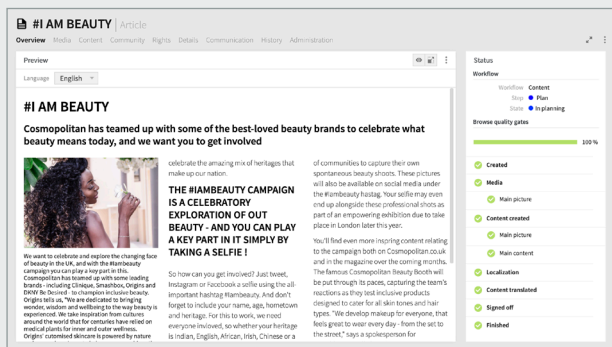 #I AM BEAUTY | Article
Overview Media Content Community Rights Details Communication History Administration
Preview
Language English
#I AM BEAUTY
Cosmopolitan has teamed up with some of the best-loved beauty brands to celebrate what
beauty means today, and we want you to get involved
We want to celebrate and explore the changing face
of beauty in the UK, and with the #iambeauty
campaign you can play a key part in this.
Cosmopolitan has teamed up with some leading
brands - including Clinique, Smashbox, Origins and
DKNY Be Desired - to champion inclusive beauty.
Origins tells us, "We are dedicated to bringing
wonder, wisdom and wellbeing to the way beauty is
experienced. We take inspiration from cultures
around the world that for centuries have relied on
medical plants for inner and outer wellness.
Origins' customised skincare is powered by nature
celebrate the amazing mix of heritages that
make up our nation.
THE #IAMBEAUTY CAMPAIGN
IS A CELEBRATORY
EXPLORATION OF OUT
BEAUTY - AND YOU CAN PLAY
A KEY PART IN IT SIMPLY BY
TAKING A SELFIE !
So how can you get involved? Just tweet,
Instagram or Facebook a selfie using the all-
important hashtag #Iambeauty. And don't
forget to include your name, age, hometown
and heritage. For this to work, we need
everyone invloved, so whether your heritage
is Indian, English, African, Irish, Chinese or a
of communities to capture their own
spontaneous beauty shoots. These pictures
will also be available on social media under
the #Iambeauty hastag. Your selfie may even
end up alongside these professional shots as
part of an empowering exhibition due to take
place in London later this year.
You'll find even more inspiring content relating
to the campaign both on Cosmopolitan.co.uk
and in the magazine over the coming months.
The famous Cosmopolitan Beauty Booth will
be put through its paces, capturing the team's
reactions as they test inclusive products
designed to cater for all skin tones and hair
types. "We develop makeup for everyone, that
feels great to wear every day - from the set to
the street," says a spokesperson for
Status
Workflow
Workflow Content
Step Plan
State In planning
Browse quality gates
100 %
Created
Media
Main picture
Content created
Main picture
Main content
Localization
Content translated
Signed off
Finished